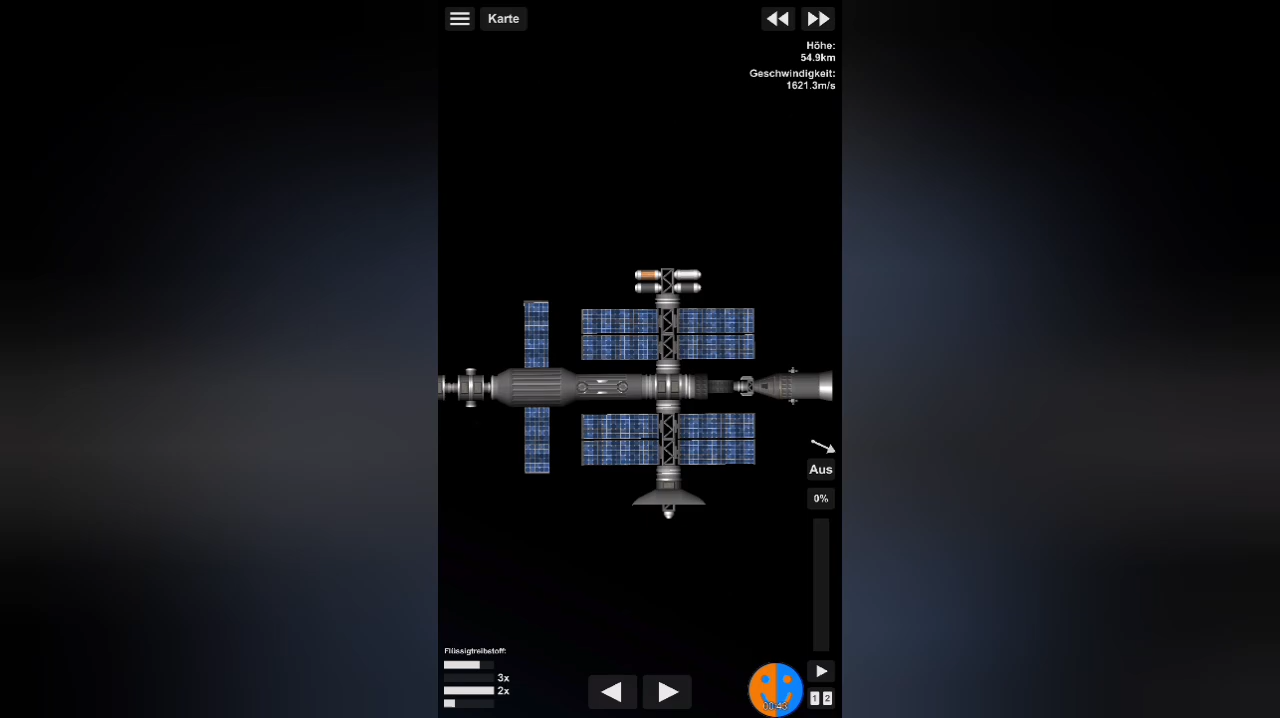 Karte
Höhe:
54.9km
Geschwindigkeit:
1621.3m/s
Aus
0%
Flüssigtreibstoff:
3x
2x
1 2